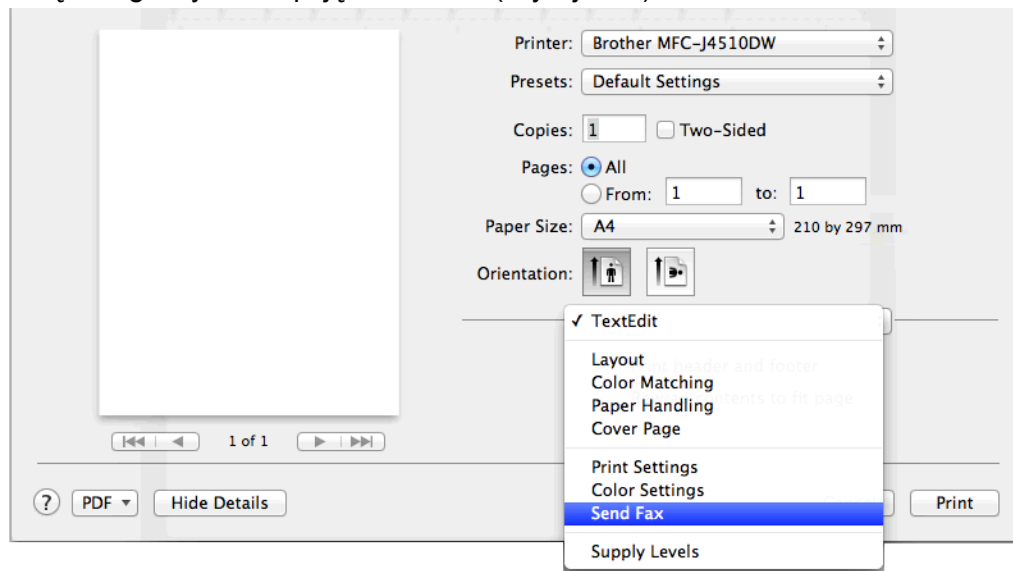 Printer: Brother MFC-J4510DW
Presets: Default Settings
Copies: 1 Two-Sided
Pages: All
From: 1 to: 1
Paper Size: A4 210 by 297 mm
Orientation:
✓ TextEdit
Layout
Color Matching
Paper Handling
Cover Page
1 of 1
Print Settings
Color Settings
? PDF Hide Details Print
Send Fax
Supply Levels